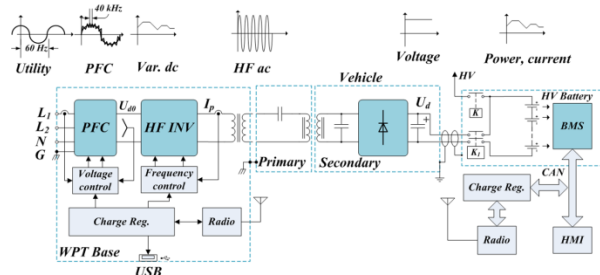 40 kHz
60 Hz
Utility PFC Var. dc HF ac Voltage Power, current
Vehicle
HV
HV Battery
L1
L2
N
G
PFC
Ud0
HF INV
Ip
Ud
+
K
K1
BMS
Primary
Secondary
Voltage control
Frequency control
CAN
Charge Reg.
Charge Reg.
Radio
Radio
HMI
WPT Base
USB